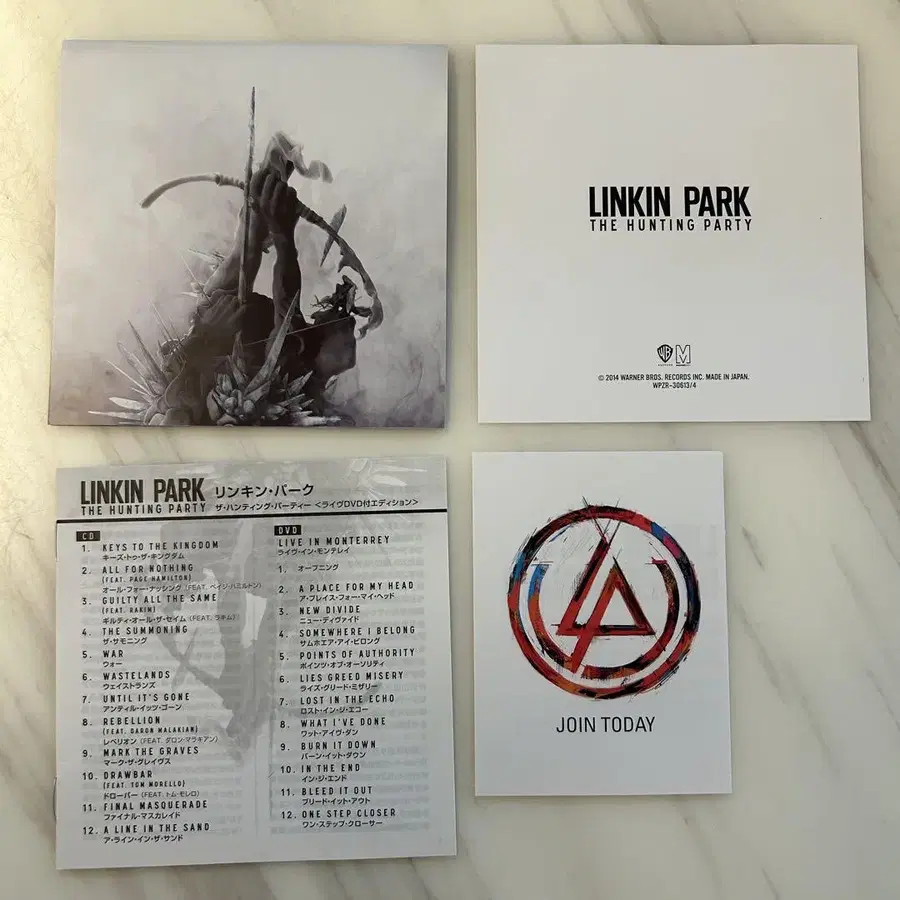 LINKIN PARK
THE HUNTING PARTY
WB
M
© 2014 WARNER BROS. RECORDS INC. MADE IN JAPAN.
WPZR-30613/4
LINKIN PARK リンキン・パーク
THE HUNTING PARTY ザ・ハンティング・パーティー <ライヴDVD付エディション>
CD
1. KEYS TO THE KINGDOM
キーズ・トゥ・ザ・キングダム
2. ALL FOR NOTHING
(FEAT. PAGE HAMILTON)
オール・フォー・ナッシング (FEAT. ペイジ・ハミルトン)
3. GUILTY ALL THE SAME
(FEAT. RAKIM)
ギルティ・オール・ザ・セイム (FEAT. ラキム)
4. THE SUMMONING
ザ・サモニング
5. WAR
ウォー
6. WASTELANDS
ウェイストランズ
7. UNTIL IT'S GONE
アンティル・イッツ・ゴーン
8. REBELLION
(FEAT. DARON MALAKIAN)
レベリオン (FEAT. ダロン・マラキアン)
9. MARK THE GRAVES
マーク・ザ・グレイヴス
10. DRAWBAR
(FEAT. TOM MORELLO)
ドローバー (FEAT. トム・モレロ)
11. FINAL MASQUERADE
ファイナル・マスカレイド
12. A LINE IN THE SAND
ア・ライン・イン・ザ・サンド
DVD
LIVE IN MONTERREY
ライヴ・イン・モンテレイ
1. オープニング
2. A PLACE FOR MY HEAD
ア・プレイス・フォー・マイ・ヘッド
3. NEW DIVIDE
ニュー・ディヴァイド
4. SOMEWHERE I BELONG
サムホエア・アイ・ビロング
5. POINTS OF AUTHORITY
ポインツ・オブ・オーソリティ
6. LIES GREED MISERY
ライズ・グリード・ミザリー
7. LOST IN THE ECHO
ロスト・イン・ジ・エコー
8. WHAT I'VE DONE
ワット・アイヴ・ダン
9. BURN IT DOWN
バーン・イット・ダウン
10. IN THE END
イン・ジ・エンド
11. BLEED IT OUT
ブリード・イット・アウト
12. ONE STEP CLOSER
ワン・ステップ・クローサー
JOIN TODAY